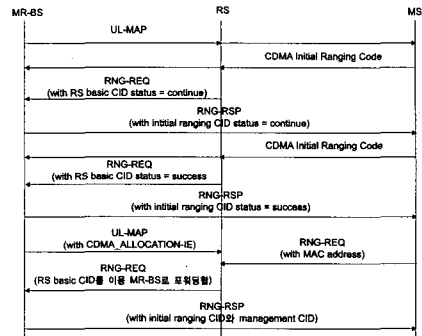 MR-BS RS MS
UL-MAP
CDMA Initial Ranging Code
RNG-REQ
(with RS basic CID status = continue)
RNG-RSP
(with intitial ranging CID status = continue)
CDMA Initial Ranging Code
RNG-REQ
(with RS basic CID status = success
RNG-RSP
(with intitial ranging CID status = success)
UL-MAP
(with CDMA_ALLOCATION-IE)
RNG-REQ
(with MAC address)
RNG-REQ
(RS basic CID를 이용 MR-BS로 포워딩함)
RNG-RSP
(with initial ranging CID와 management CID)